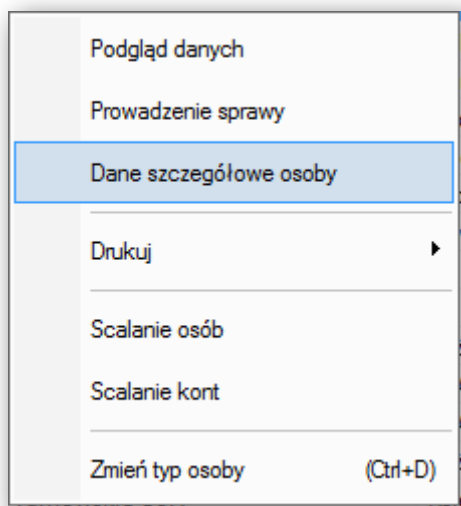 Podgląd danych
Prowadzenie sprawy
Dane szczegółowe osoby
Drukuj
Scalanie osób
Scalanie kont
Zmień typ osoby (Ctrl+D)